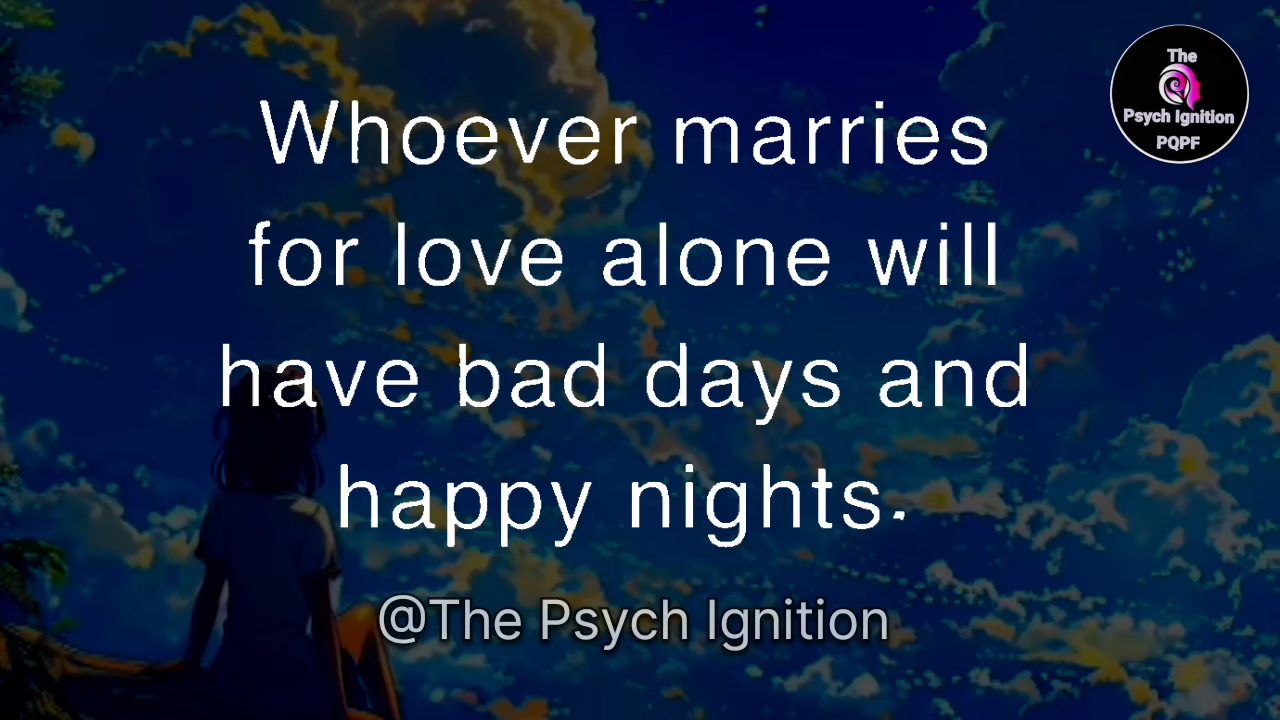 The
Psych Ignition
PQPF
Whoever marries
for love alone will
have bad days and
happy nights.
@The Psych Ignition